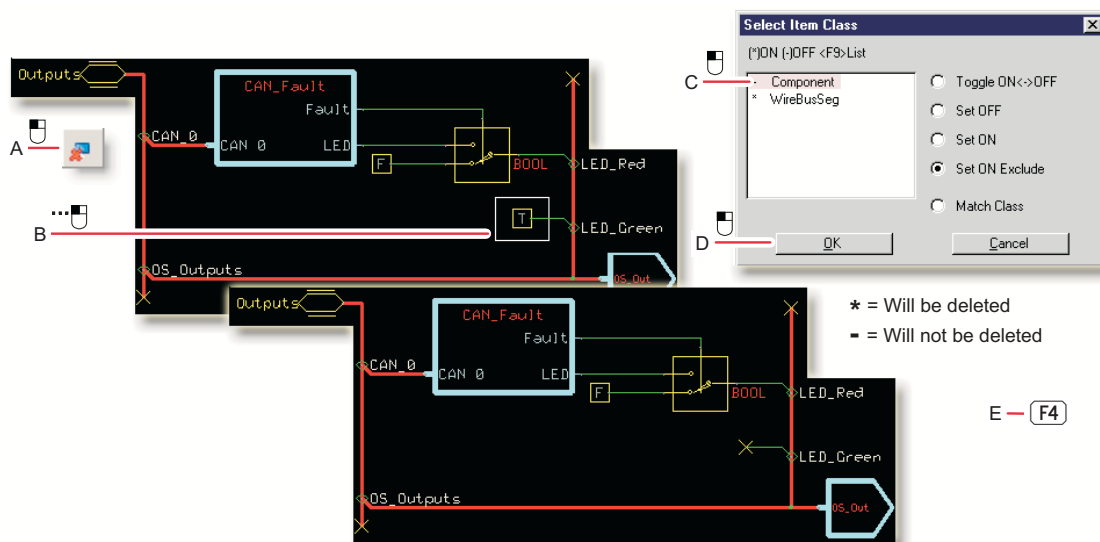 Outputs
CAN_Fault
Fault
CAN_0
CAN 0
LED
F
BOOL
LED_Red
T
LED_Green
OS_Outputs
OS_Out
A
B
Select Item Class
(*)ON (-)OFF <F9>List
- Component
* WireBusSeg
Toggle ON<->OFF
Set OFF
Set ON
Set ON Exclude
Match Class
OK
Cancel
C
D
* = Will be deleted
- = Will not be deleted
E
F4
Outputs
CAN_Fault
Fault
CAN_0
CAN 0
LED
F
BOOL
LED_Red
LED_Green
OS_Outputs
OS_Out